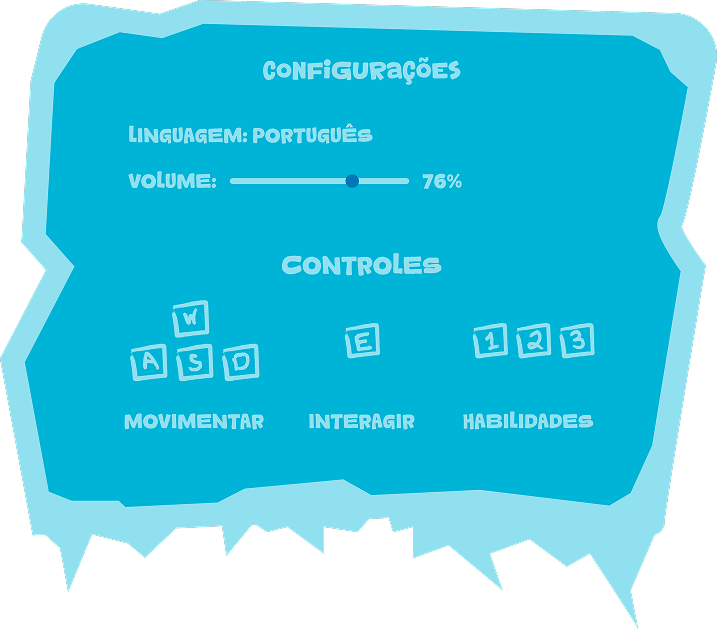 CONFIGURAÇÕES
LINGUAGEM: PORTUGUÊS
VOLUME: 76%
CONTROLES
W
A S D E 1 2 3
MOVIMENTAR INTERAGIR HABILIDADES